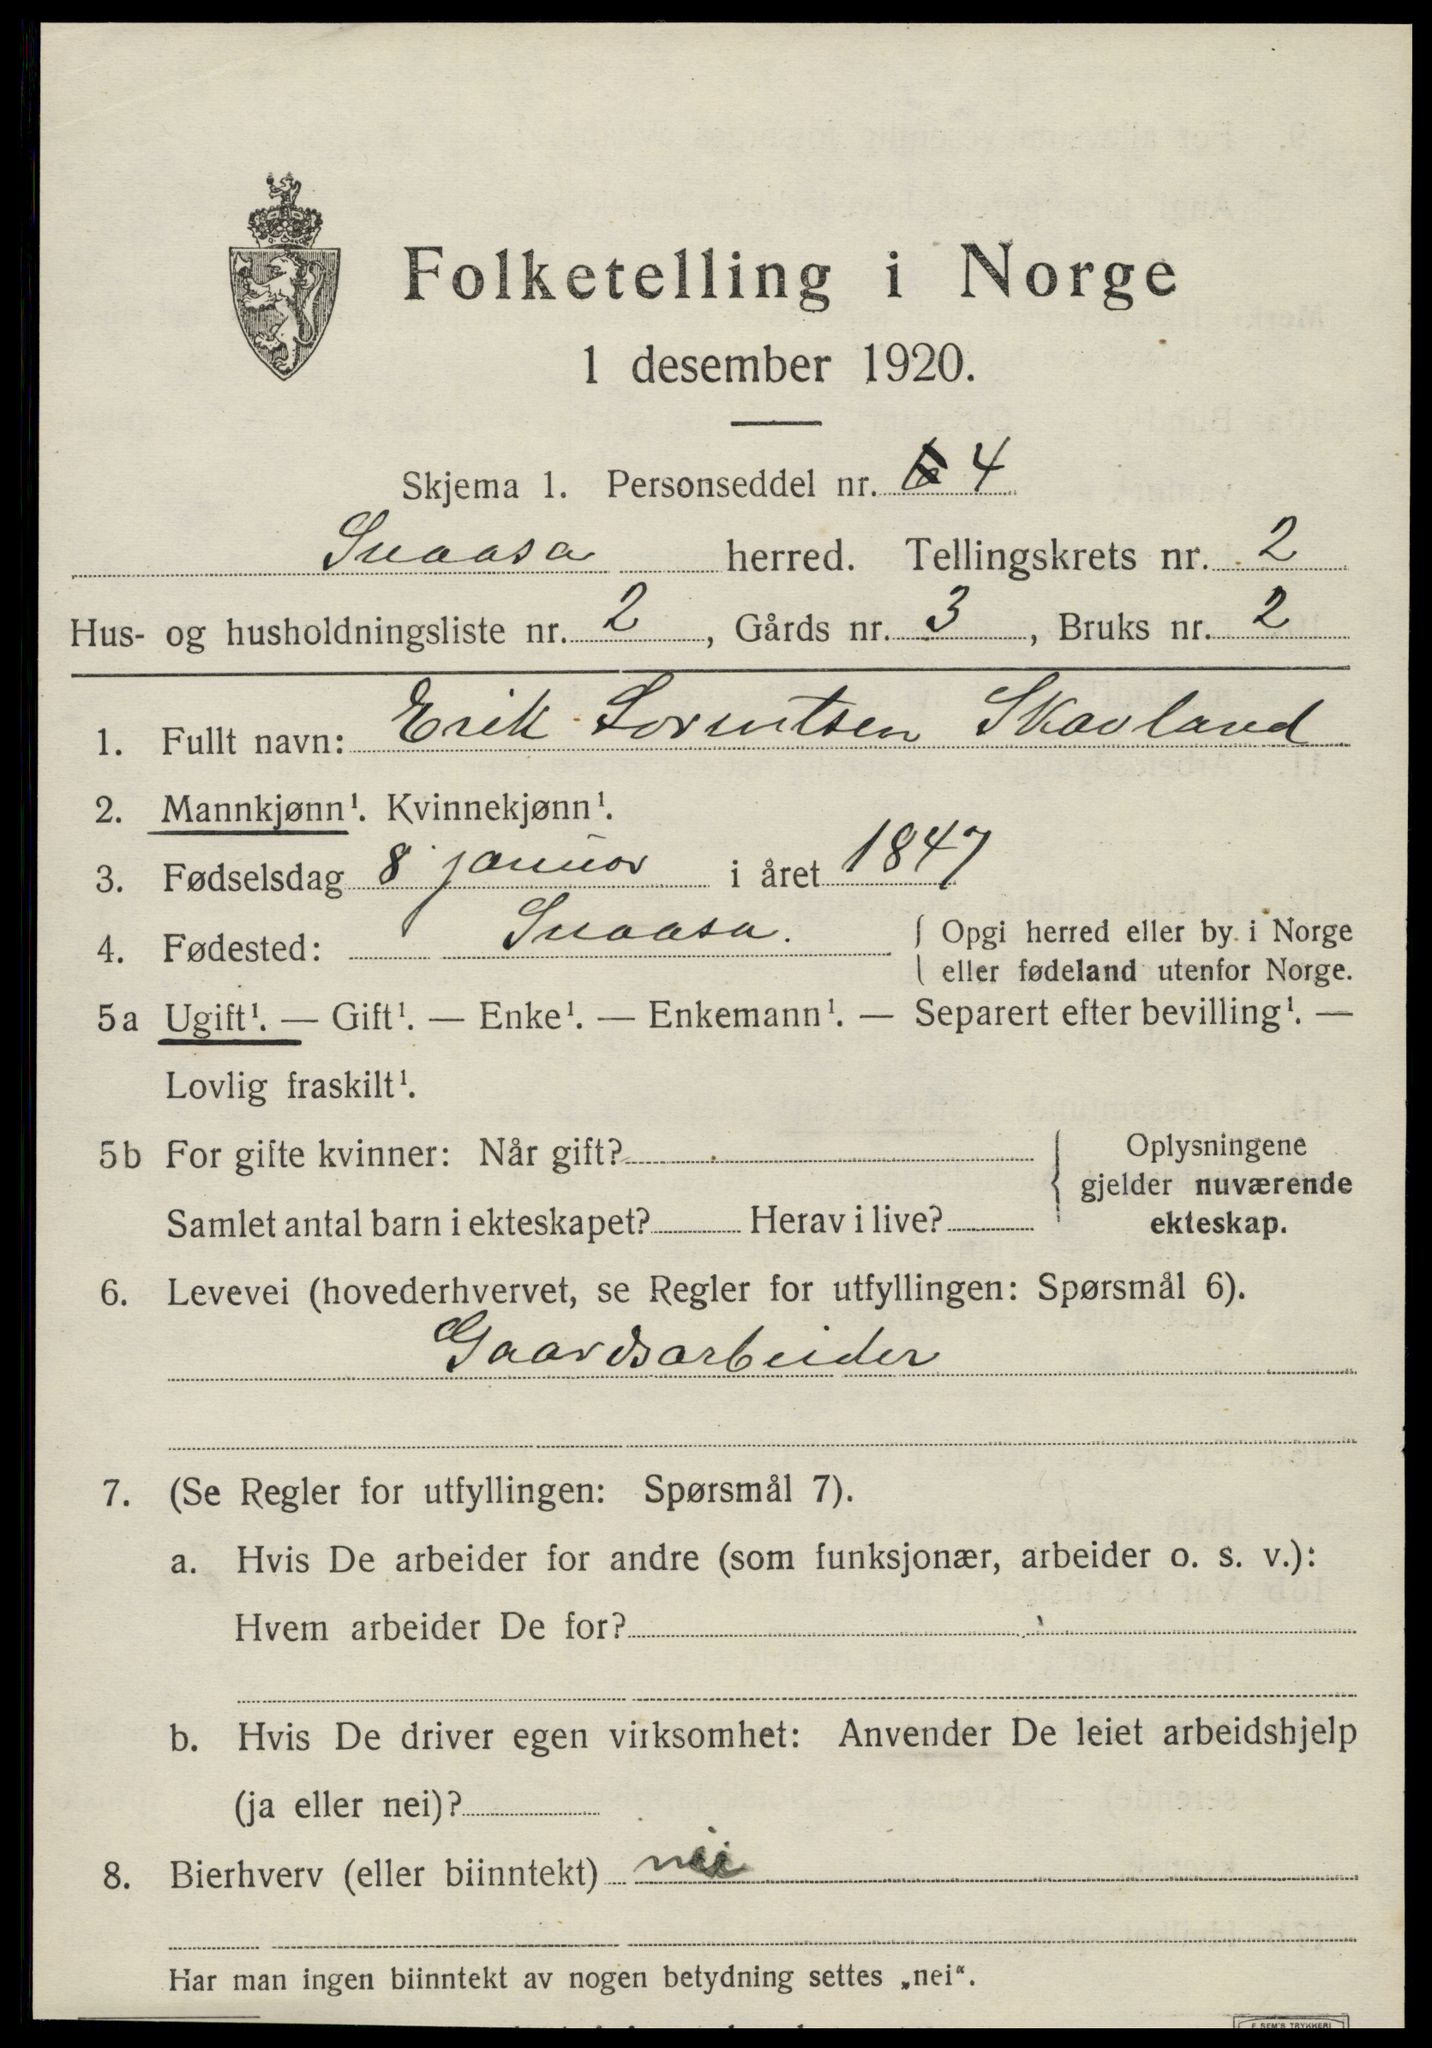 Folketelling i Norge
1 desember 1920.
Skjema 1. Personseddel nr. 4
Snaasa herred. Tellingskrets nr. 2
Hus- og husholdningsliste nr. 2, Gårds nr. 3, Bruks nr. 2
1. Fullt navn: Erik Lorentsen Skavland
2. Mannkjønn¹. Kvinnekjønn¹.
3. Fødselsdag 8 januar i året 1847
4. Fødested: Snaasa. { Opgi herred eller by i Norge
eller fødeland utenfor Norge.
5a Ugift¹. — Gift¹. — Enke¹. — Enkemann¹. — Separert efter bevilling¹. —
Lovlig fraskilt¹.
5b For gifte kvinner: Når gift? { Oplysningene
gjelder nuværende
Samlet antal barn i ekteskapet? Herav i live? ekteskap.
6. Levevei (hovederhvervet, se Regler for utfyllingen: Spørsmål 6).
Gaardsarbeider
7. (Se Regler for utfyllingen: Spørsmål 7).
a. Hvis De arbeider for andre (som funksjonær, arbeider o. s. v.):
Hvem arbeider De for?
b. Hvis De driver egen virksomhet: Anvender De leiet arbeidshjelp
(ja eller nei)?
8. Bierhverv (eller biinntekt) nei
Har man ingen biinntekt av nogen betydning settes „nei“.